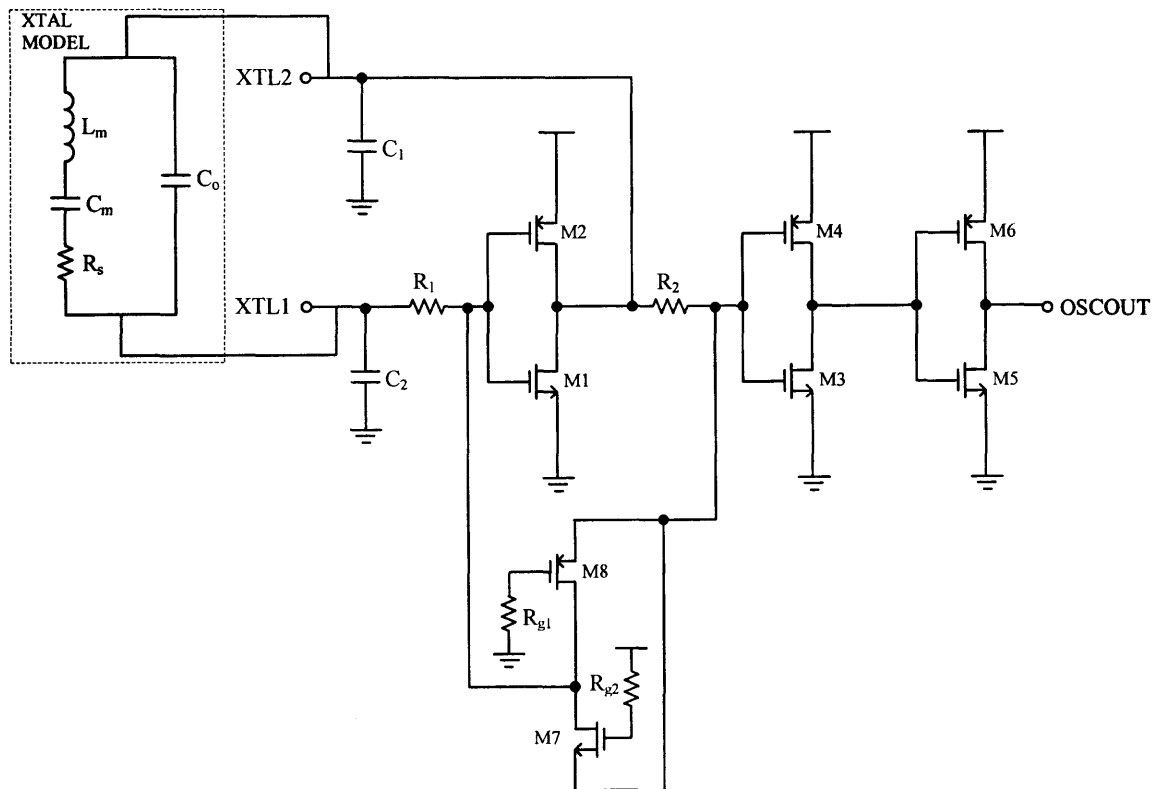 XTAL
MODEL
XTL2
L_m
C_1
C_o
C_m
M2
M4
M6
R_s
R_1
R_2
XTL1
OSCOUT
C_2
M1
M3
M5
M8
R_g1
R_g2
M7